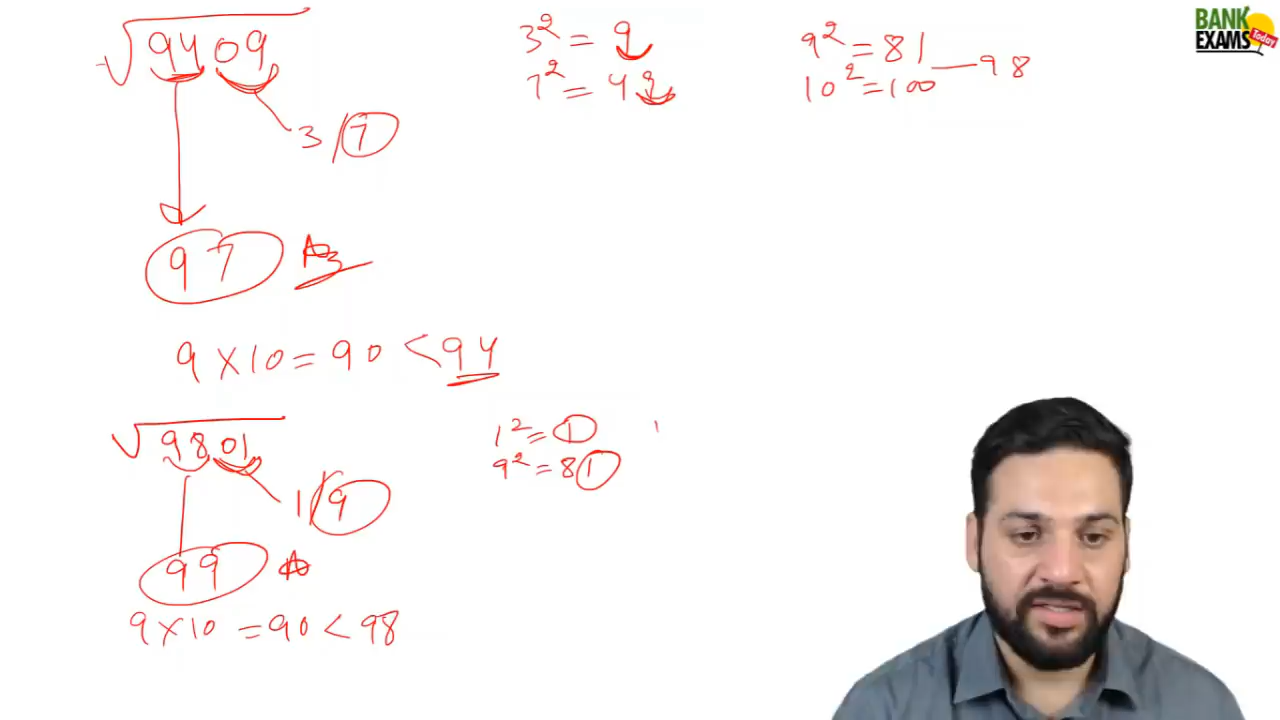 √9409
3/7
97 Ans
9 × 10 = 90 < 94
3² = 9
7² = 49
9² = 81
10² = 100 — 98
BANK
EXAMS Today
√9801
1/9
99 A
9 × 10 = 90 < 98
1² = 1
9² = 81